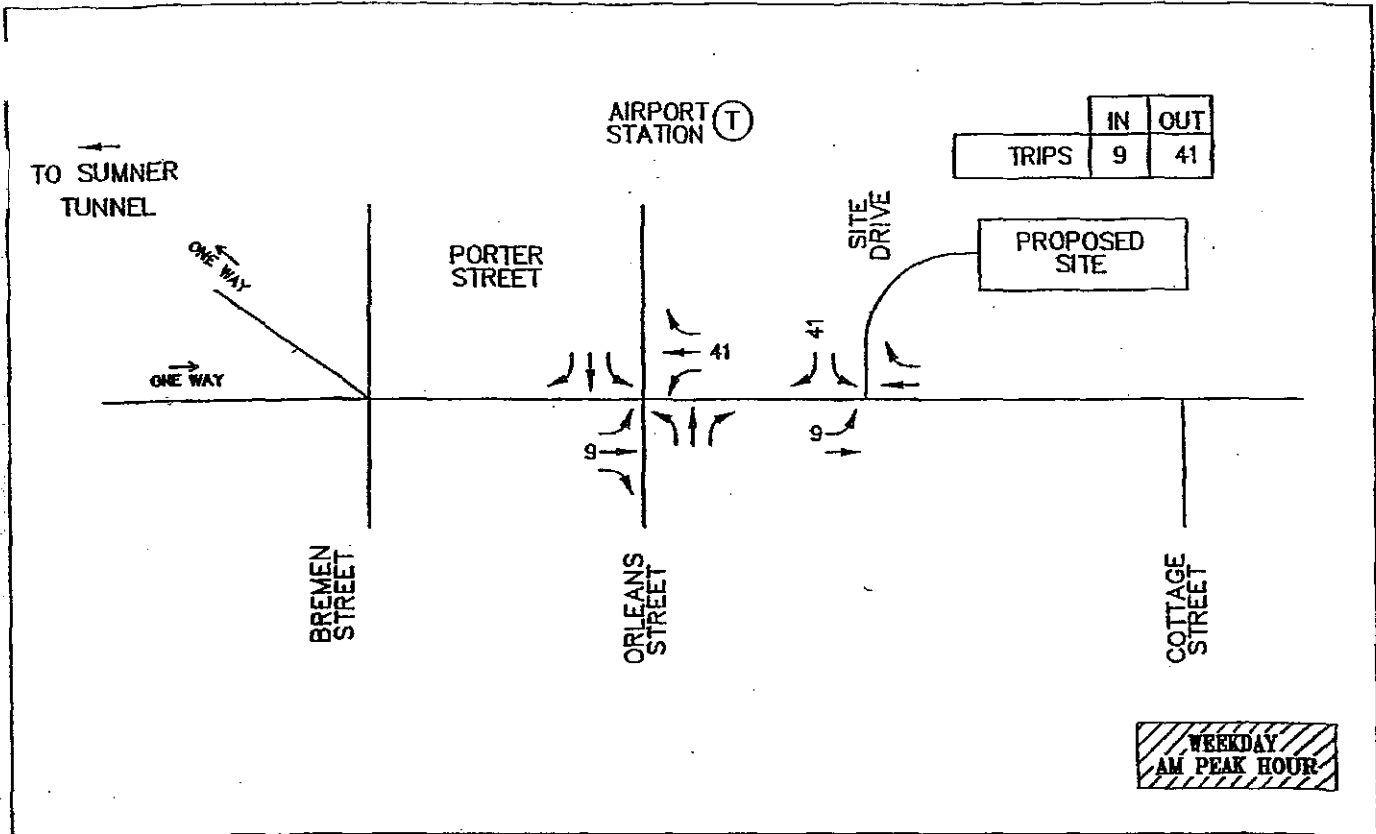 AIRPORT
STATION T
IN OUT
TRIPS 9 41
TO SUMNER
TUNNEL
ONE WAY
PORTER
STREET
SITE
DRIVE
PROPOSED
SITE
ONE WAY
41
41
9
9
BREMEN
STREET
ORLEANS
STREET
COTTAGE
STREET
WEEKDAY
AM PEAK HOUR